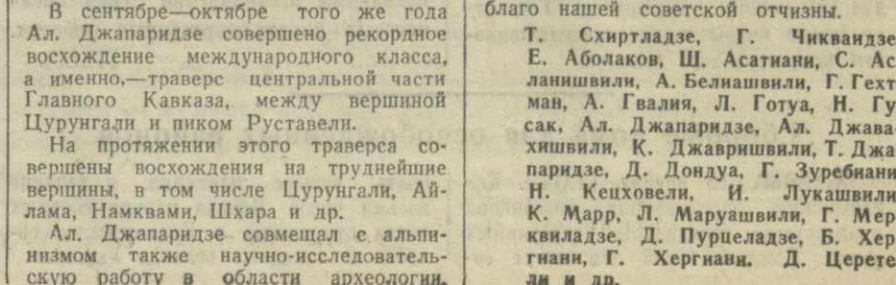 В сентябре—октябре того же года
Ал. Джапаридзе совершено рекордное
восхождение международного класса,
а именно,—траверс центральной части
Главного Кавказа, между вершиной
Цурунгали и пиком Руставели.
На протяжении этого траверса со-
вершены восхождения на труднейшие
вершины, в том числе Цурунгали, Ай-
лама, Намквами, Шхара и др.
Ал. Джапаридзе совмещал с альпи-
низмом также научно-исследователь-
скую работу в области археологии.
благо нашей советской отчизны.
Т. Схиртладзе, Г. Чикваидзе
Е. Аболаков, Ш. Асатиани, С. Ас
ланишвили, А. Белиашвили, Г. Гехт
ман, А. Гвалия, Л. Готуа, Н. Гу
сак, Ал. Джапаридзе, Ал. Джава-
хишвили, К. Джавришвили, Т. Джа
паридзе, Д. Дондуа, Г. Зуребиани
Н. Кецховели, И. Лукашвили
К. Марр, Л. Маруашвили, Г. Мер
квиладзе, Д. Пурцеладзе, Б. Хер
гиани, Г. Хергиани. Д. Церете
ли и др.